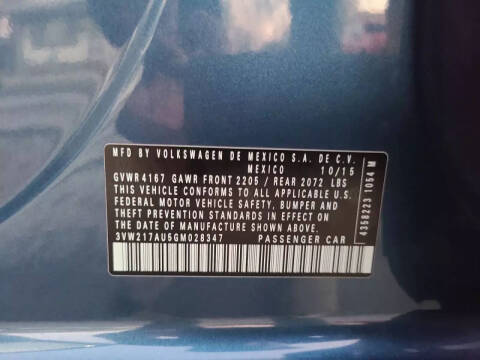 MFD BY VOLKSWAGEN DE MEXICO S.A. DE C.V.
MEXICO 10/15
GVWR 4167 GAWR FRONT 2205 / REAR 2072 LBS
THIS VEHICLE CONFORMS TO ALL APPLICABLE U.S.
FEDERAL MOTOR VEHICLE SAFETY, BUMPER AND
THEFT PREVENTION STANDARDS IN EFFECT ON
THE DATE OF MANUFACTURE SHOWN ABOVE.
3VW217AU5GM028347 PASSENGER CAR
4358223 1054 M